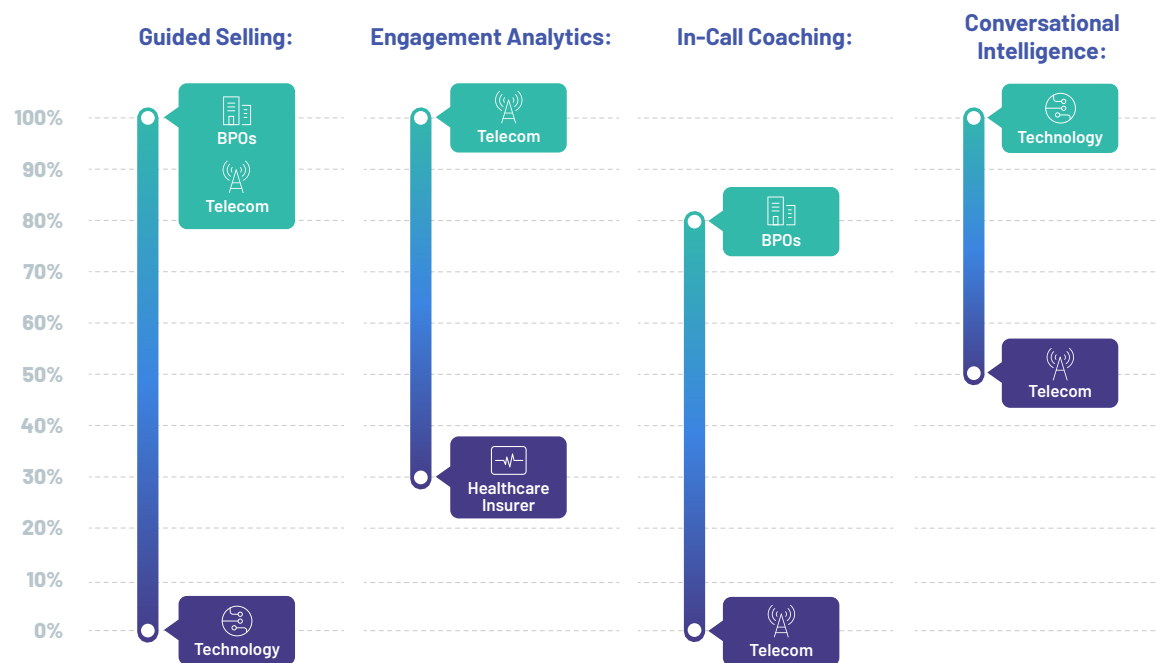 Guided Selling:
Engagement Analytics:
In-Call Coaching:
Conversational
Intelligence:
100%
90%
80%
70%
60%
50%
40%
30%
20%
10%
0%
BPOs
Telecom
Technology
Telecom
Healthcare
Insurer
BPOs
Telecom
Technology
Telecom